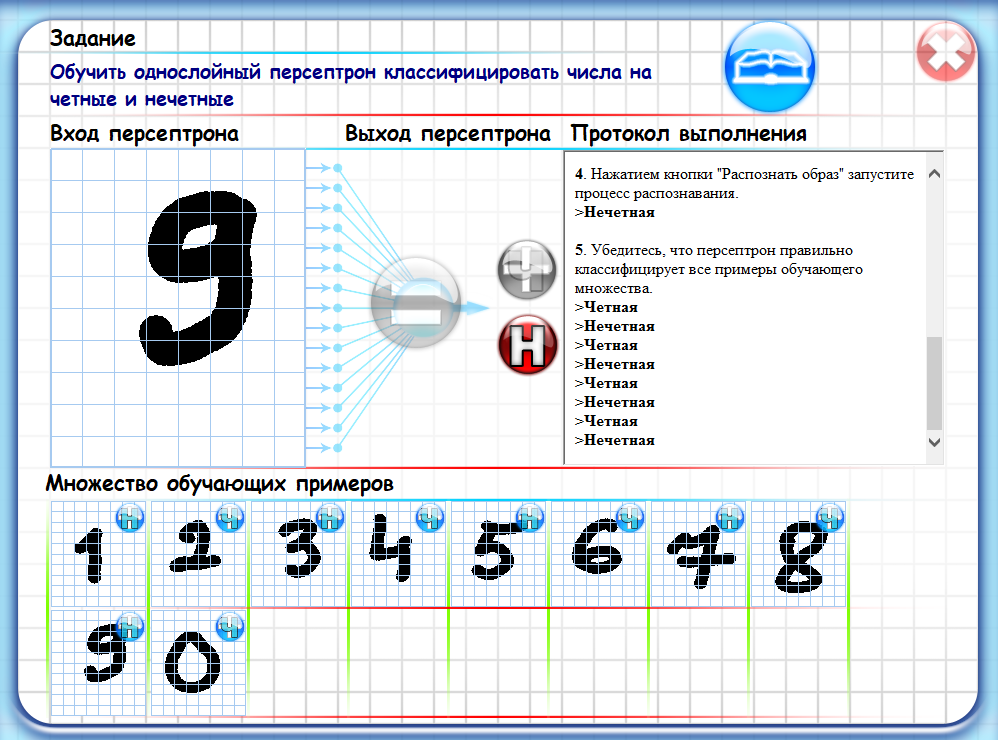 Задание
Обучить однослойный персептрон классифицировать числа на
четные и нечетные
Вход персептрона
Выход персептрона
Протокол выполнения
9
Ч
Н
4. Нажатием кнопки "Распознать образ" запустите
процесс распознавания.
>Нечетная
5. Убедитесь, что персептрон правильно
классифицирует все примеры обучающего
множества.
>Четная
>Нечетная
>Четная
>Нечетная
>Четная
>Нечетная
>Четная
>Нечетная
Множество обучающих примеров
Н Ч Н Ч Н Ч Н Ч
1 2 3 4 5 6 7 8
Н Ч
9 0